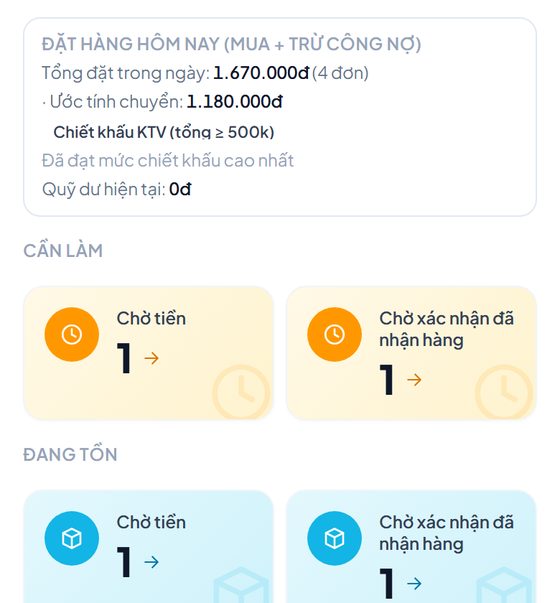 ĐẶT HÀNG HÔM NAY (MUA + TRỪ CÔNG NỢ)
Tổng đặt trong ngày: 1.670.000đ (4 đơn)
· Ước tính chuyển: 1.180.000đ
Chiết khấu KTV (tổng ≥ 500k)
Đã đạt mức chiết khấu cao nhất
Quỹ dư hiện tại: 0đ
CẦN LÀM
Chờ tiền
1 →
Chờ xác nhận đã
nhận hàng
1 →
ĐANG TỒN
Chờ tiền
1 →
Chờ xác nhận đã
nhận hàng
1 →